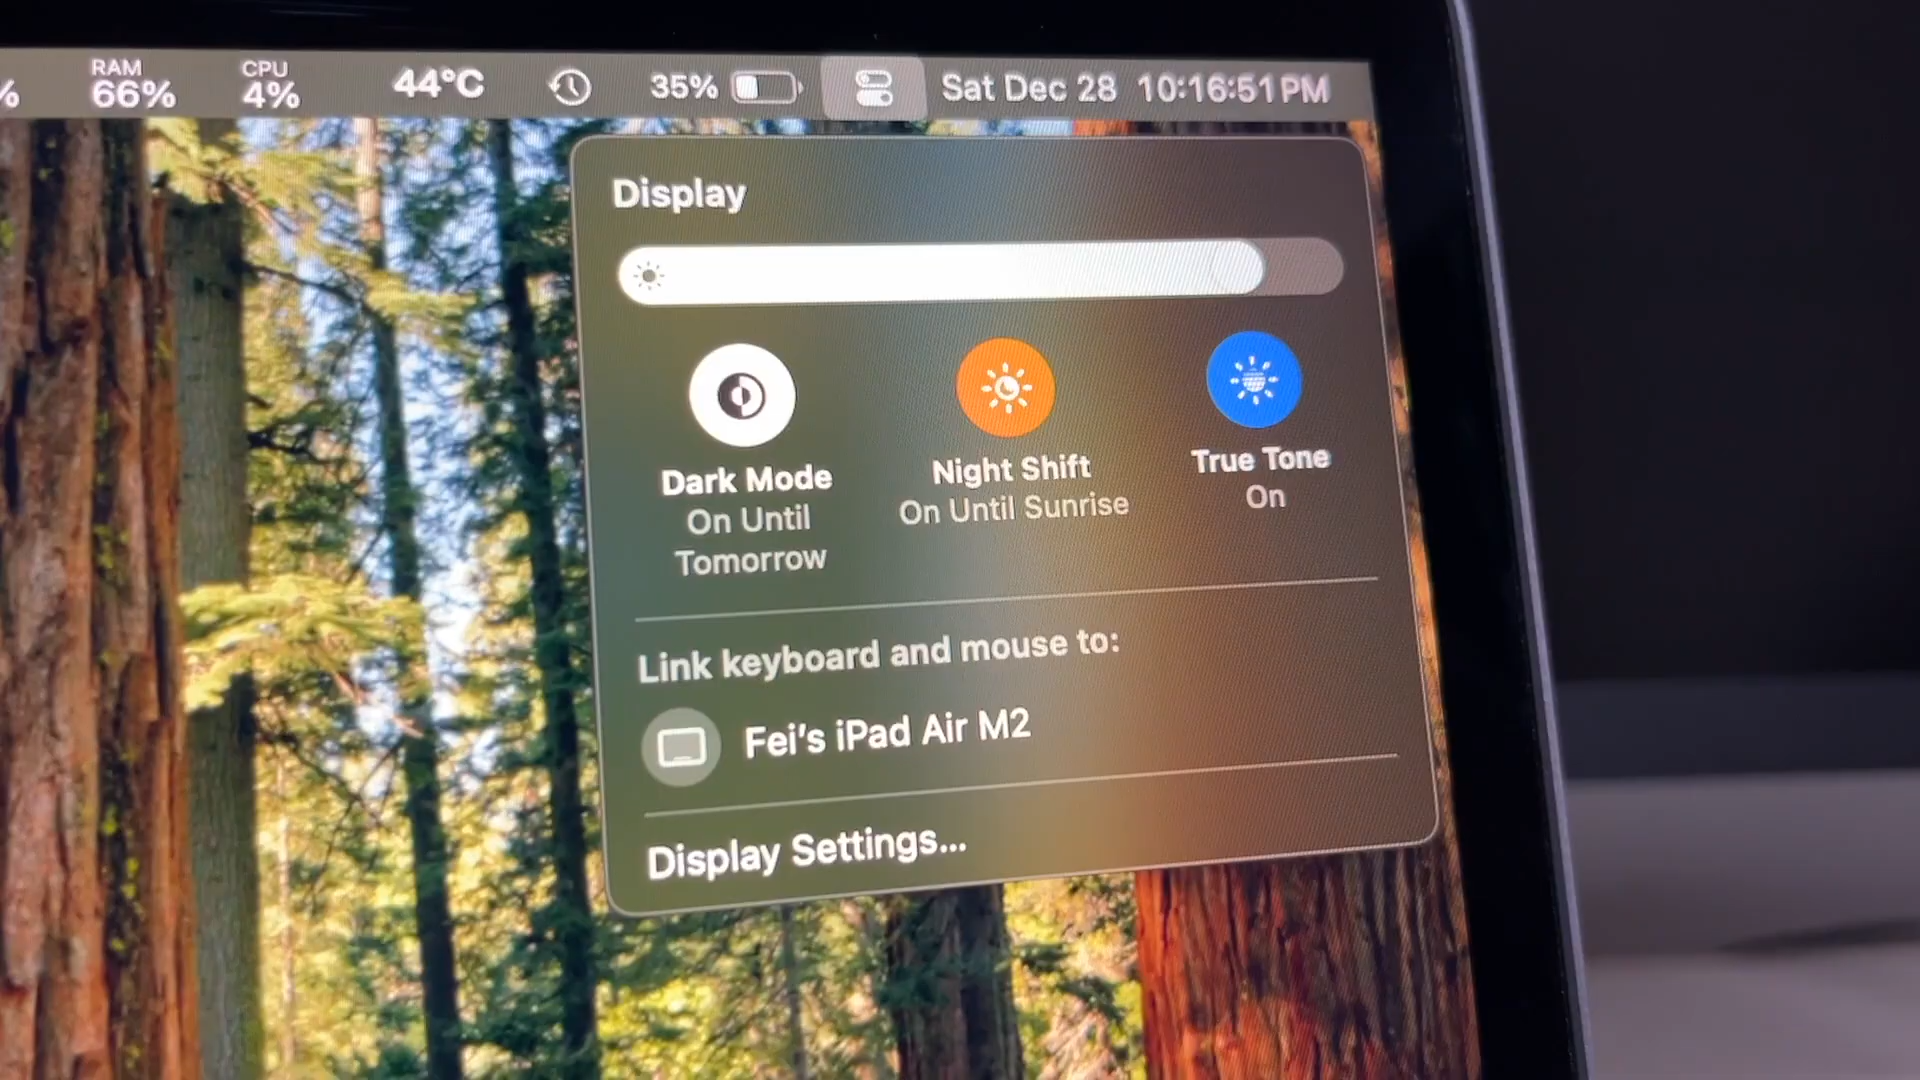 %
RAM
66%
CPU
4%
44°C
35%
Sat Dec 28 10:16:51 PM
Display
Dark Mode
On Until
Tomorrow
Night Shift
On Until Sunrise
True Tone
On
Link keyboard and mouse to:
Fei's iPad Air M2
Display Settings...